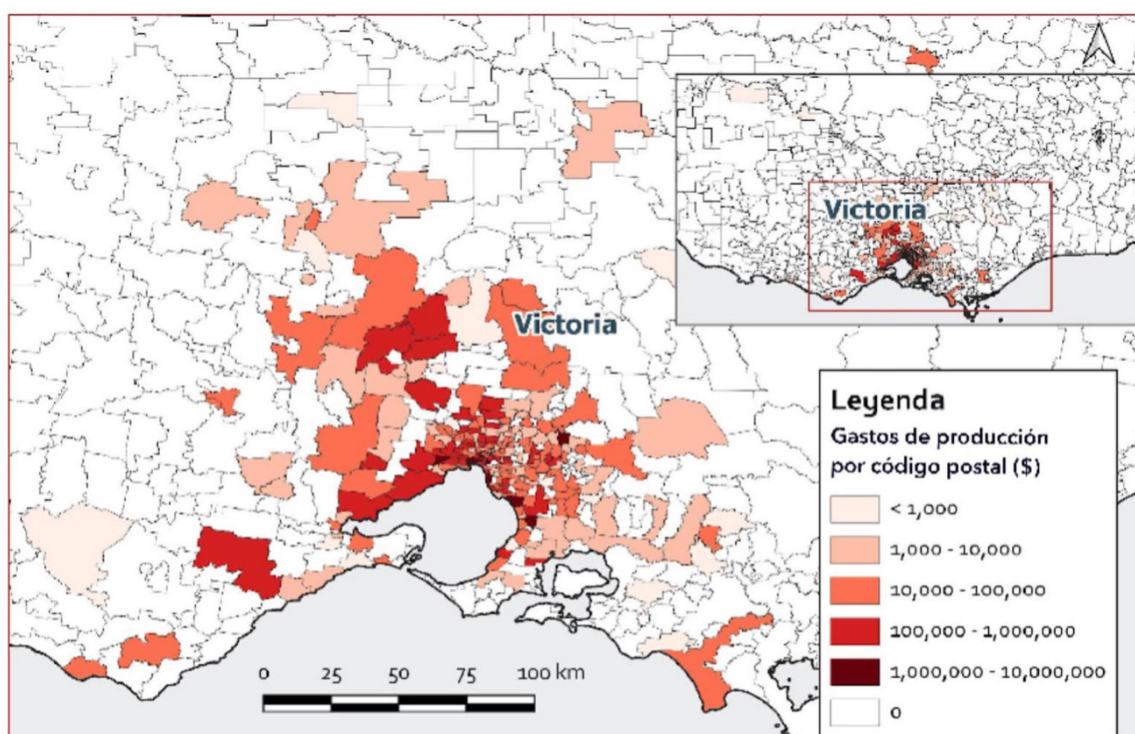 Victoria
Victoria
Leyenda
Gastos de producción
por código postal ($)
< 1,000
1,000 - 10,000
10,000 - 100,000
100,000 - 1,000,000
1,000,000 - 10,000,000
0
0 25 50 75 100 km